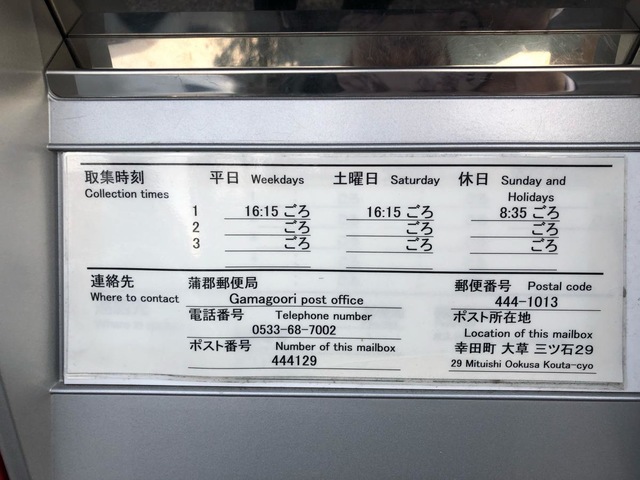 取集時刻 平日 Weekdays 土曜日 Saturday 休日 Sunday and
Collection times Holidays
1 16:15 ごろ 16:15 ごろ 8:35 ごろ
2 ごろ ごろ ごろ
3 ごろ ごろ ごろ
連絡先 蒲郡郵便局 郵便番号 Postal code
Where to contact Gamagoori post office 444-1013
電話番号 Telephone number ポスト所在地
0533-68-7002 Location of this mailbox
ポスト番号 Number of this mailbox 幸田町 大草 三ツ石29
444129 29 Mituishi Ookusa Kouta-cyo